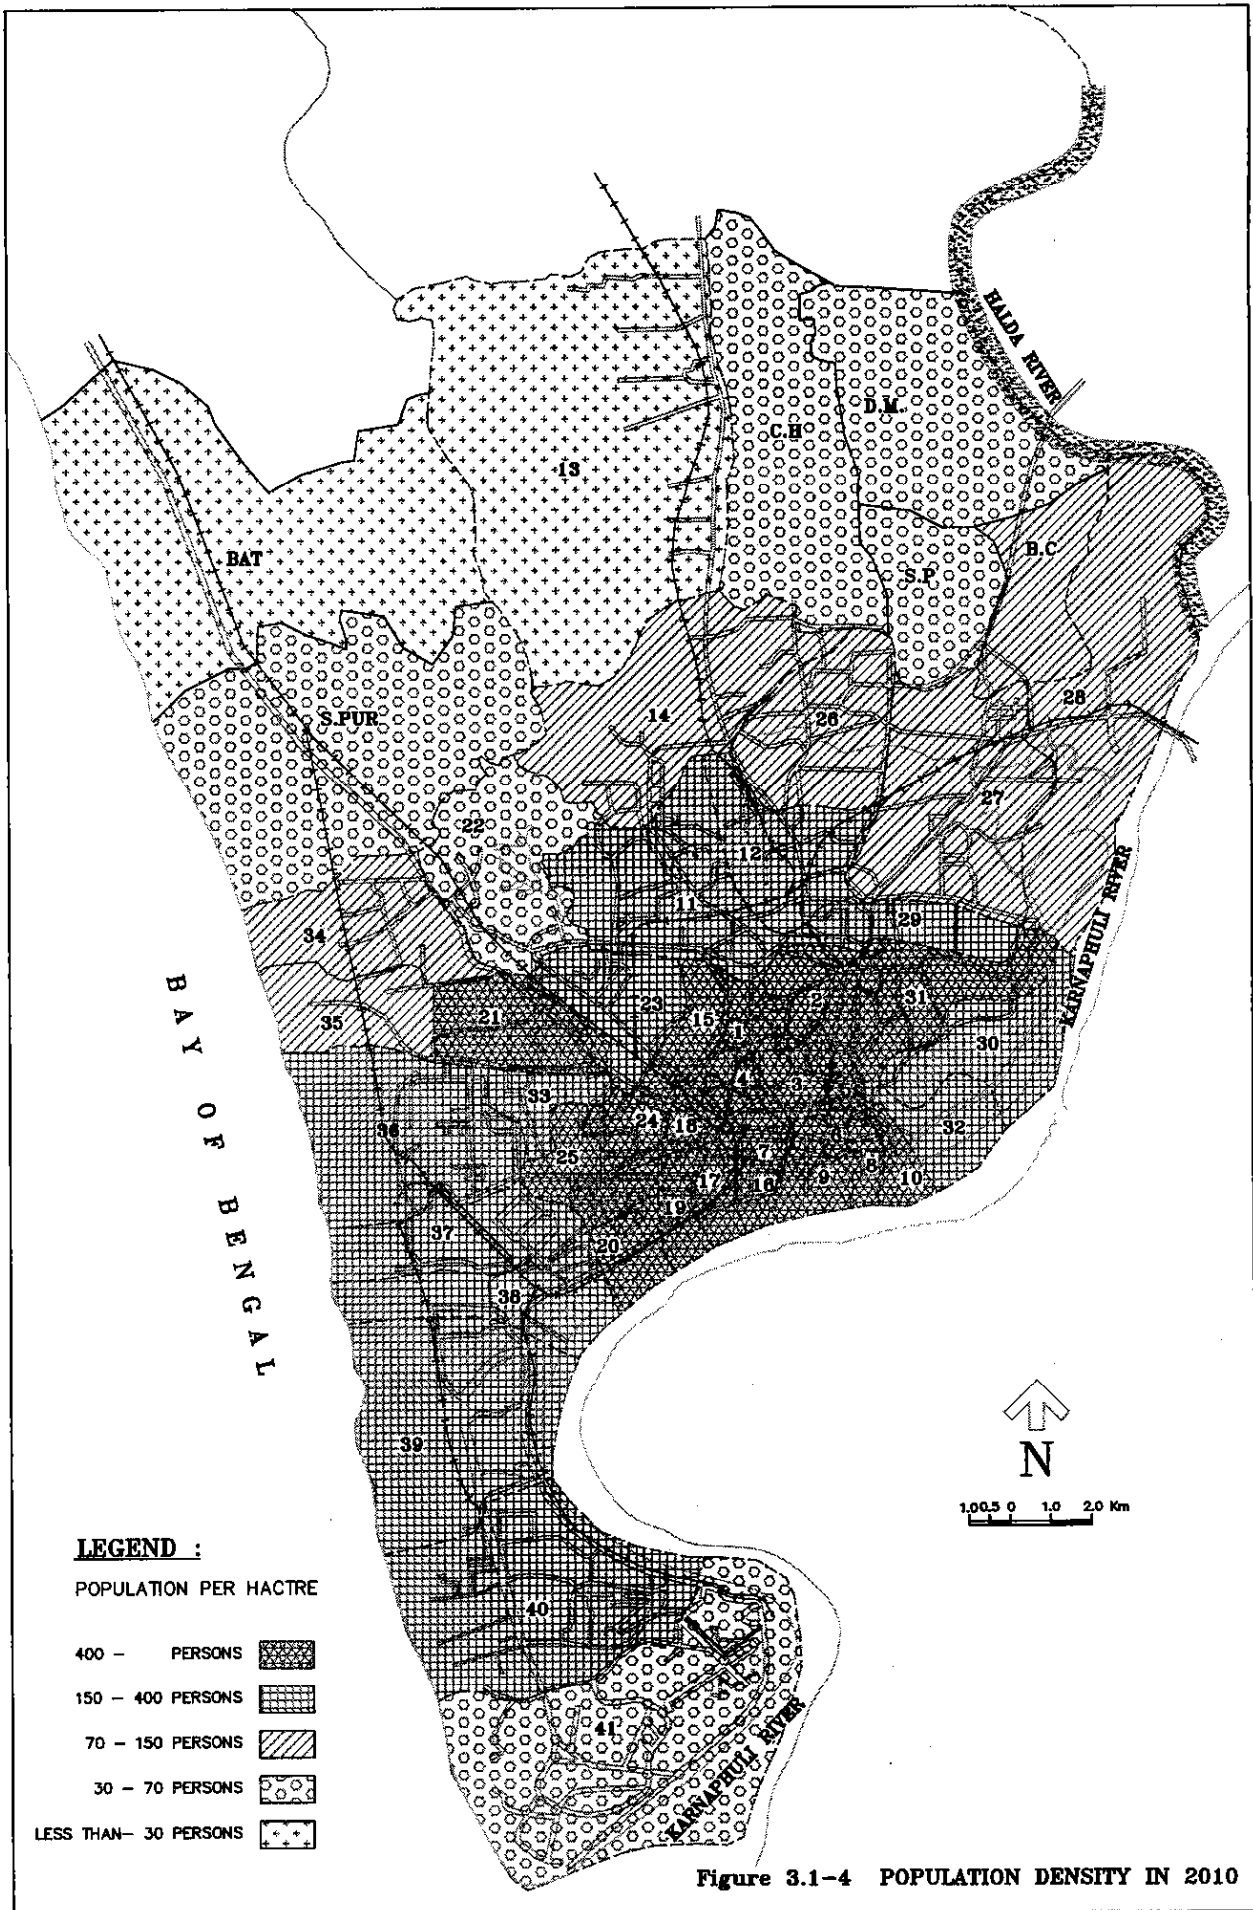 HALDA RIVER
D.M.
C.H
13
B.C
BAT
S.P.
28
S.PUR.
14
26
27
22
12
11
29
KARNAPHULI RIVER
34
21
23
2
31
35
15
1
30
4
3
5
33
24
18
32
36
25
7
6
17
16
9
8
10
19
37
20
38
BAY OF BENGAL
39
N
1.0 0.5 0 1.0 2.0 Km
LEGEND :
POPULATION PER HACTRE
40
400 - PERSONS
150 - 400 PERSONS
70 - 150 PERSONS
41
30 - 70 PERSONS
KARNAPHULI RIVER
LESS THAN- 30 PERSONS
Figure 3.1-4 POPULATION DENSITY IN 2010